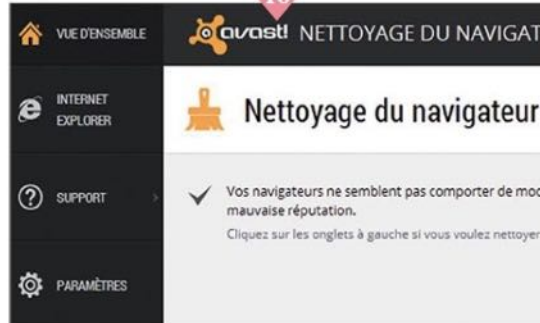 VUE D'ENSEMBLE
avast! NETTOYAGE DU NAVIGAT
INTERNET
EXPLORER
Nettoyage du navigateur
SUPPORT
Vos navigateurs ne semblent pas comporter de mod
mauvaise réputation.
Cliquez sur les onglets à gauche si vous voulez nettoyer
PARAMÈTRES